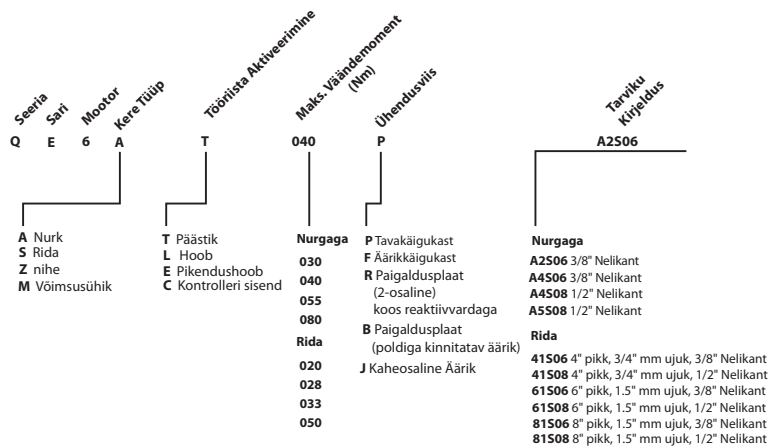 Seeria
Sari
Mootor
Kere Tüüp
Tööriista Aktiveerimine
Maks. Väändemoment
(Nm)
Ühendusviis
Tarviku
Kirjeldus
Q E 6 A T 040 P A2S06
A Nurk
S Rida
Z nihe
M Võimsusühik
T Päästik
L Hoob
E Pikendushoob
C Kontrolleri sisend
Nurgaga
030
040
055
080
Rida
020
028
033
050
P Tavakäigukast
F Äärikkäigukast
R Paigaldusplaat
(2-osaline)
koos reaktiivvardaga
B Paigaldusplaat
(poldiga kinnitatav äärik)
J Kaheosaline Äärik
Nurgaga
A2S06 3/8" Nelikant
A4S06 3/8" Nelikant
A4S08 1/2" Nelikant
A5S08 1/2" Nelikant
Rida
41S06 4" pikk, 3/4" mm ujuk, 3/8" Nelikant
41S08 4" pikk, 3/4" mm ujuk, 1/2" Nelikant
61S06 6" pikk, 1.5" mm ujuk, 3/8" Nelikant
61S08 6" pikk, 1.5" mm ujuk, 1/2" Nelikant
81S06 8" pikk, 1.5" mm ujuk, 3/8" Nelikant
81S08 8" pikk, 1.5" mm ujuk, 1/2" Nelikant